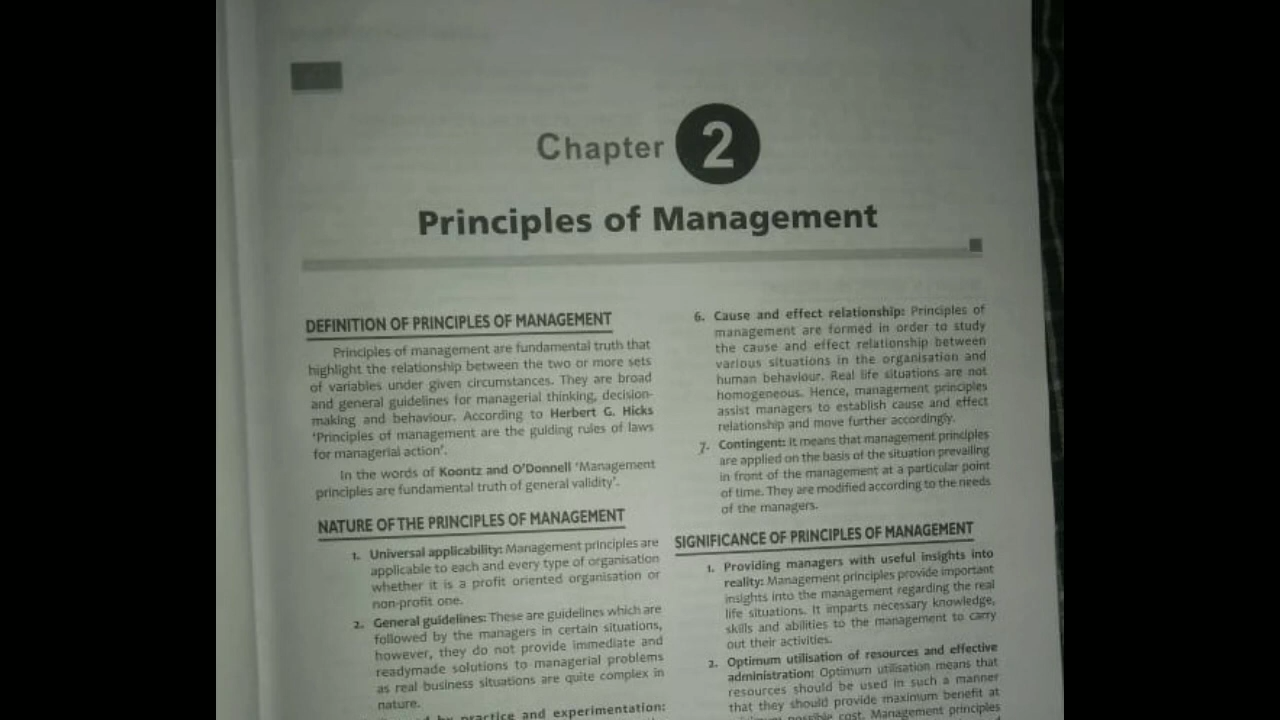 Chapter 2
Principles of Management
DEFINITION OF PRINCIPLES OF MANAGEMENT
Principles of management are fundamental truth that
highlight the relationship between the two or more sets
of variables under given circumstances. They are broad
and general guidelines for managerial thinking, decision-
making and behaviour. According to Herbert G. Hicks
'Principles of management are the guiding rules of laws
for managerial action'.
In the words of Koontz and O'Donnell 'Management
principles are fundamental truth of general validity'.
NATURE OF THE PRINCIPLES OF MANAGEMENT
1. Universal applicability: Management principles are
applicable to each and every type of organisation
whether it is a profit oriented organisation or
non-profit one.
2. General guidelines: These are guidelines which are
followed by the managers in certain situations,
however, they do not provide immediate and
readymade solutions to managerial problems
as real business situations are quite complex in
nature.
by practice and experimentation:
6. Cause and effect relationship: Principles of
management are formed in order to study
the cause and effect relationship between
various situations in the organisation and
human behaviour. Real life situations are not
homogeneous. Hence, management principles
assist managers to establish cause and effect
relationship and move further accordingly.
7. Contingent: It means that management principles
are applied on the basis of the situation prevailing
in front of the management at a particular point
of time. They are modified according to the needs
of the managers.
SIGNIFICANCE OF PRINCIPLES OF MANAGEMENT
1. Providing managers with useful insights into
reality: Management principles provide important
insights into the management regarding the real
life situations. It imparts necessary knowledge,
skills and abilities to the management to carry
out their activities.
2. Optimum utilisation of resources and effective
administration: Optimum utilisation means that
resources should be used in such a manner
that they should provide maximum benefit at
possible cost. Management principles